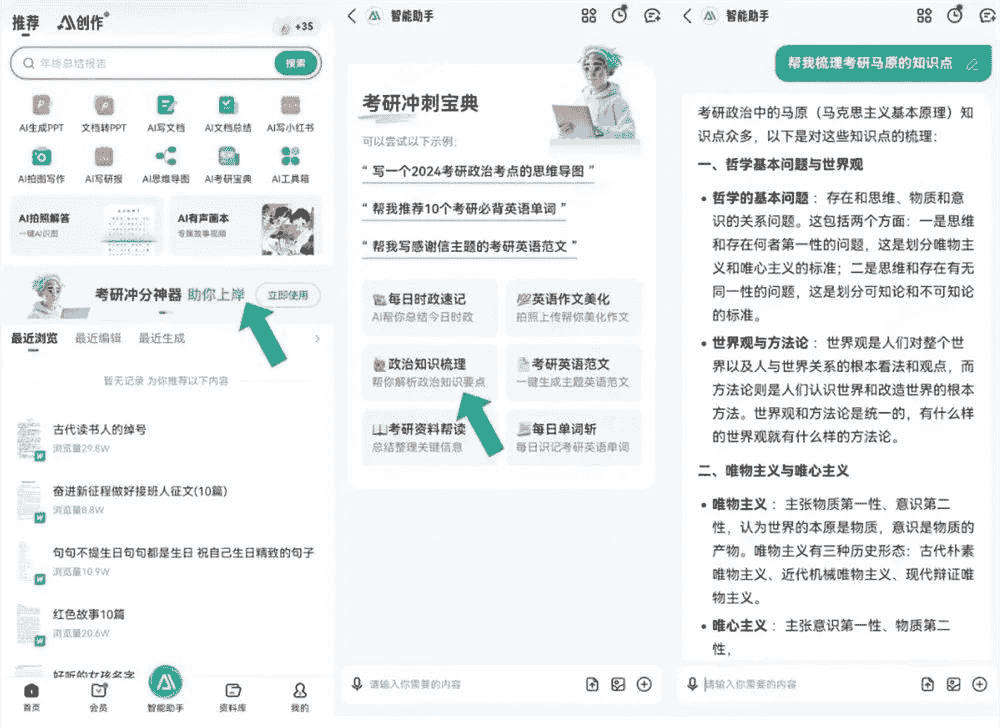 推荐
AI创作
+35
年终总结报告
搜索
AI生成PPT
文档转PPT
AI写文档
AI文档总结
AI写小红书
AI拍图写作
AI写研报
AI思维导图
AI考研宝典
AI工具箱
AI拍照解答
一键AI识图
AI有声画本
专属故事视频
考研冲分神器 助你上岸
立即使用
最近浏览
最近编辑
最近生成
暂无记录 为你推荐以下内容
古代读书人的绰号
浏览量29.8W
奋进新征程做好接班人征文(10篇)
浏览量8.8W
句句不提生日句句都是生日 祝自己生日精致的句子
浏览量10.9W
红色故事10篇
浏览量20.6W
好听的女孩名字
首页
会员
智能助手
资料库
我的
智能助手
考研冲刺宝典
可以尝试以下示例:
“ 写一个2024考研政治考点的思维导图 ”
“ 帮我推荐10个考研必背英语单词 ”
“ 帮我写感谢信主题的考研英语范文 ”
每日时政速记
AI帮你总结今日时政
英语作文美化
拍照上传帮你美化作文
政治知识梳理
帮你解析政治知识要点
考研英语范文
一键生成主题英语范文
考研资料帮读
总结整理关键信息
每日单词斩
每日识记考研英语单词
请输入你需要的内容
智能助手
帮我梳理考研马原的知识点
考研政治中的马原（马克思主义基本原理）知
识点众多，以下是对这些知识点的梳理：
一、哲学基本问题与世界观
• 哲学的基本问题： 存在和思维、物质和意
识的关系问题。这包括两个方面：一是思维
和存在何者第一性的问题，这是划分唯物主
义和唯心主义的标准；二是思维和存在有无
同一性的问题，这是划分可知论和不可知论
的标准。
• 世界观与方法论： 世界观是人们对整个世
界以及人与世界关系的根本看法和观点，而
方法论则是人们认识世界和改造世界的根本
方法。世界观和方法论是统一的，有什么样
的世界观就有什么样的方法论。
二、唯物主义与唯心主义
• 唯物主义： 主张物质第一性、意识第二
性，认为世界的本原是物质，意识是物质的
产物。唯物主义有三种历史形态：古代朴素
唯物主义、近代机械唯物主义、现代辩证唯
物主义。
• 唯心主义： 主张意识第一性、物质第二
性，
请输入你需要的内容